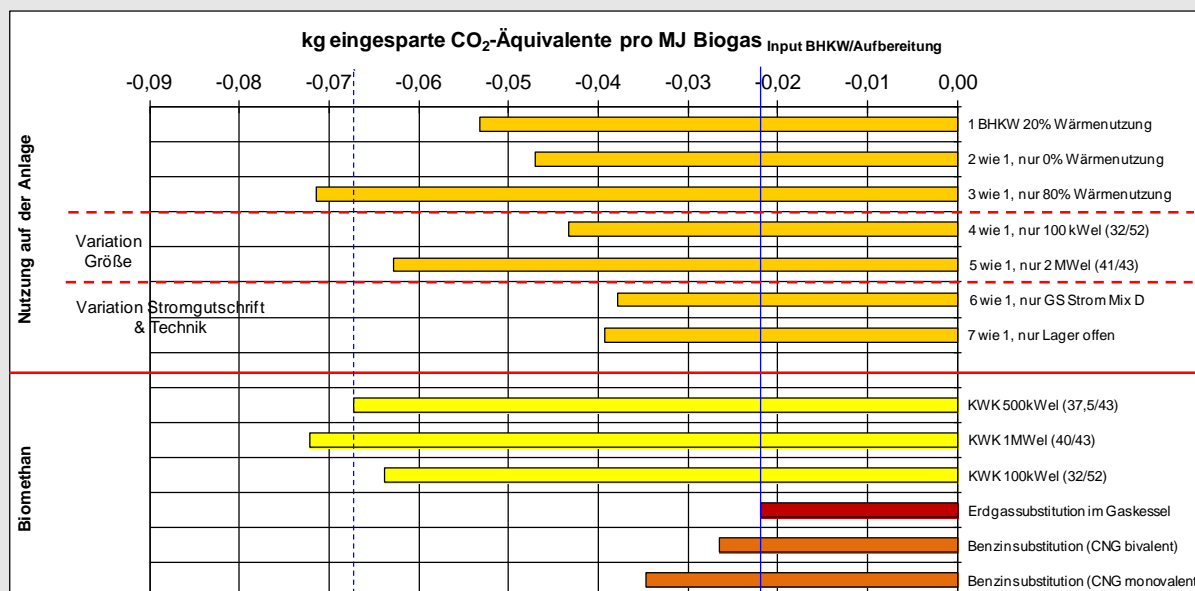 kg eingesparte CO₂-Äquivalente pro MJ Biogas Input BHKW/Aufbereitung
-0,09 -0,08 -0,07 -0,06 -0,05 -0,04 -0,03 -0,02 -0,01 0,00
Nutzung auf der Anlage
1 BHKW 20% Wärmenutzung
2 wie 1, nur 0% Wärmenutzung
3 wie 1, nur 80% Wärmenutzung
Variation
Größe
4 wie 1, nur 100 kWel (32/52)
5 wie 1, nur 2 MWel (41/43)
Variation Stromgutschrift
& Technik
6 wie 1, nur GS Strom Mix D
7 wie 1, nur Lager offen
Biomethan
KWK 500kWel (37,5/43)
KWK 1MWel (40/43)
KWK 100kWel (32/52)
Erdgassubstitution im Gaskessel
Benzinsubstitution (CNG bivalent)
Benzinsubstitution (CNG monovalent